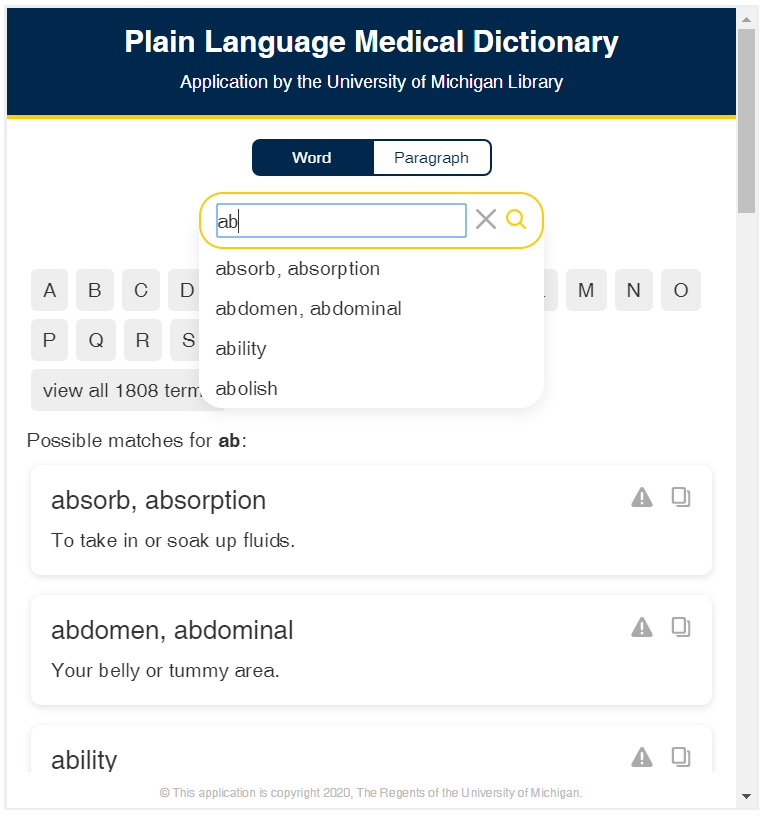 Plain Language Medical Dictionary
Application by the University of Michigan Library
Word Paragraph
ab
absorb, absorption
abdomen, abdominal
ability
abolish
A B C D M N O
P Q R S
view all 1808 term
Possible matches for ab:
absorb, absorption
To take in or soak up fluids.
abdomen, abdominal
Your belly or tummy area.
ability
© This application is copyright 2020, The Regents of the University of Michigan.